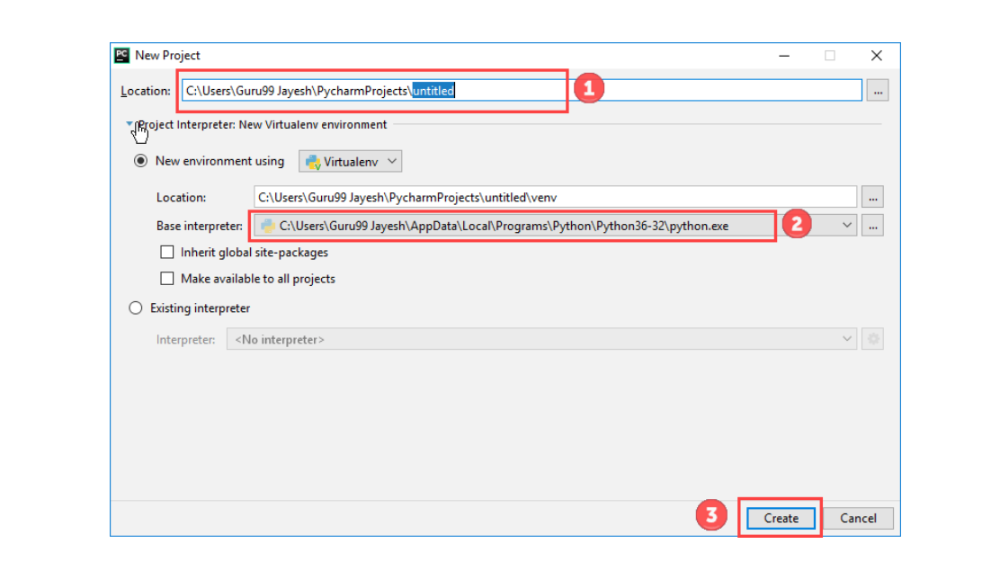 PC New Project
Location: C:\Users\Guru99 Jayesh\PycharmProjects\untitled 1 ...
Project Interpreter: New Virtualenv environment
New environment using Virtualenv
Location: C:\Users\Guru99 Jayesh\PycharmProjects\untitled\venv ...
Base interpreter: C:\Users\Guru99 Jayesh\AppData\Local\Programs\Python\Python36-32\python.exe 2 ...
Inherit global site-packages
Make available to all projects
Existing interpreter
Interpreter: <No interpreter>
3 Create Cancel